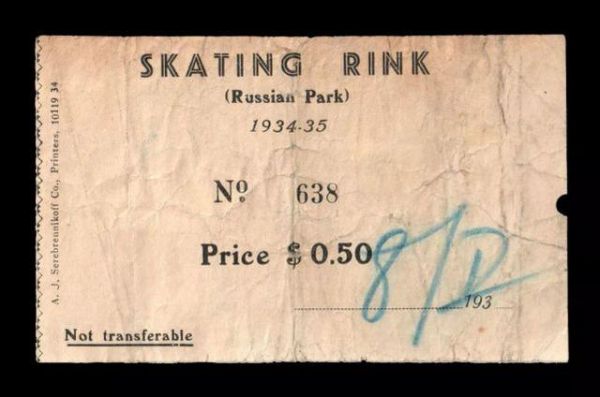 SKATING RINK
(Russian Park)
1934-35
Nº 638
Price $ 0.50
8/I
193
Not transferable
A. J. Serebrennikoff Co., Printers, 10119 34